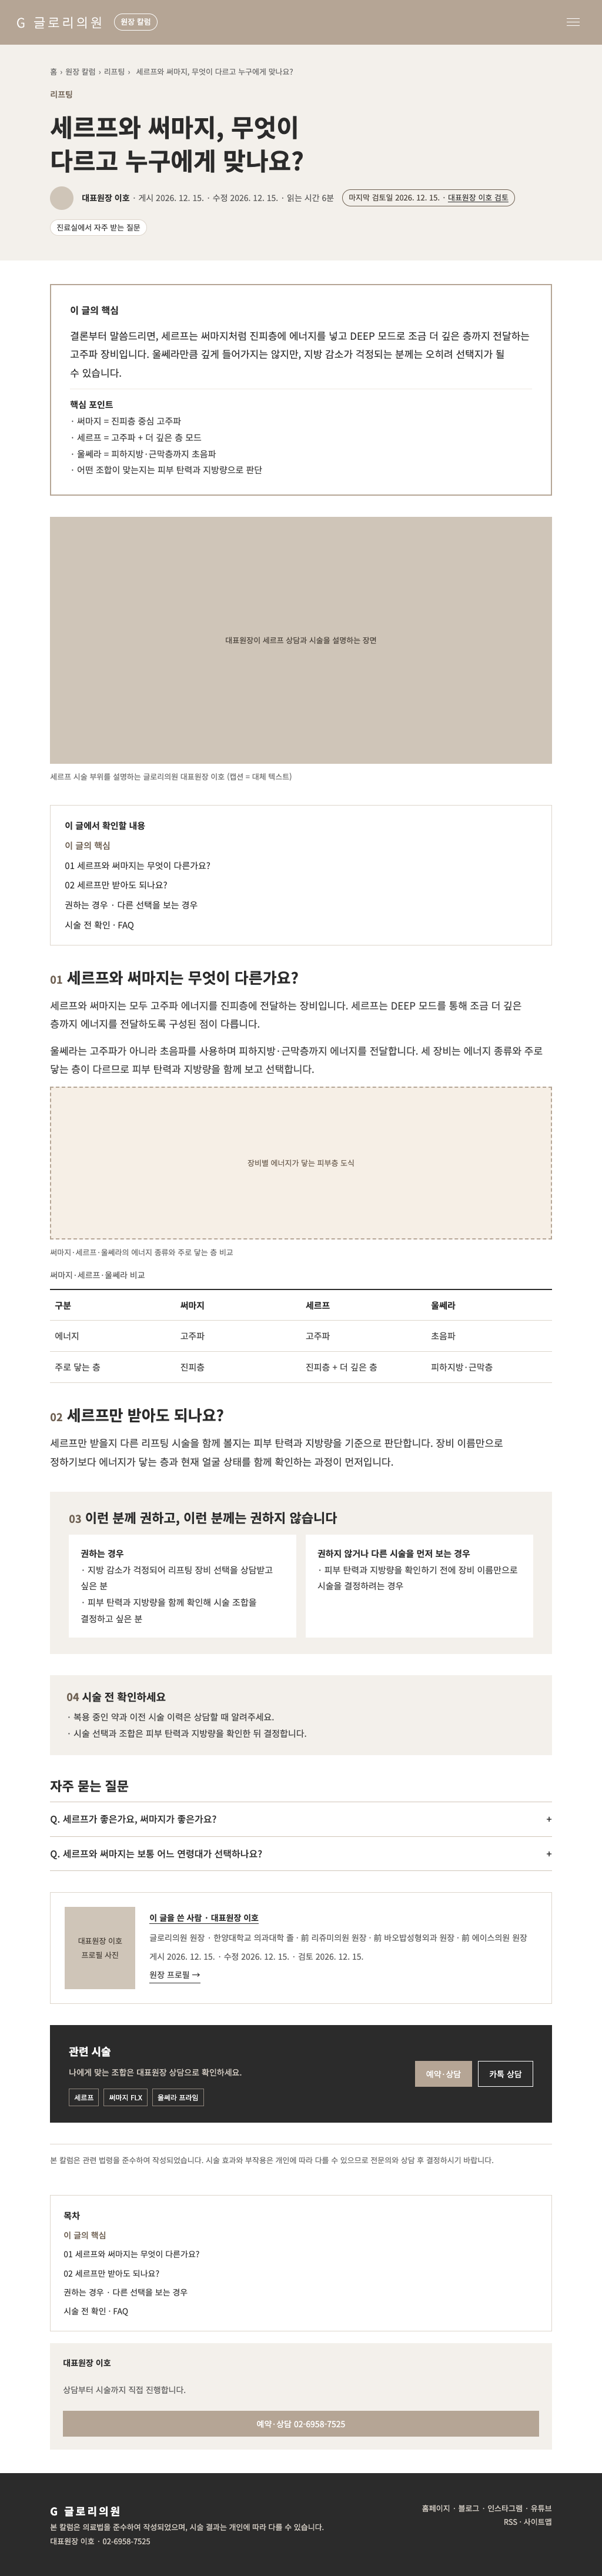 G 글로리의원 원장 칼럼
홈 › 원장 칼럼 › 리프팅 › 세르프와 써마지, 무엇이 다르고 누구에게 맞나요?
리프팅
세르프와 써마지, 무엇이
다르고 누구에게 맞나요?
대표원장 이호 · 게시 2026. 12. 15. · 수정 2026. 12. 15. · 읽는 시간 6분 마지막 검토일 2026. 12. 15. · 대표원장 이호 검토
진료실에서 자주 받는 질문
이 글의 핵심
결론부터 말씀드리면, 세르프는 써마지처럼 진피층에 에너지를 넣고 DEEP 모드로 조금 더 깊은 층까지 전달하는
고주파 장비입니다. 울쎄라만큼 깊게 들어가지는 않지만, 지방 감소가 걱정되는 분께는 오히려 선택지가 될
수 있습니다.
핵심 포인트
· 써마지 = 진피층 중심 고주파
· 세르프 = 고주파 + 더 깊은 층 모드
· 울쎄라 = 피하지방·근막층까지 초음파
· 어떤 조합이 맞는지는 피부 탄력과 지방량으로 판단
대표원장이 세르프 상담과 시술을 설명하는 장면
세르프 시술 부위를 설명하는 글로리의원 대표원장 이호 (캡션 = 대체 텍스트)
이 글에서 확인할 내용
이 글의 핵심
01 세르프와 써마지는 무엇이 다른가요?
02 세르프만 받아도 되나요?
권하는 경우 · 다른 선택을 보는 경우
시술 전 확인 · FAQ
01 세르프와 써마지는 무엇이 다른가요?
세르프와 써마지는 모두 고주파 에너지를 진피층에 전달하는 장비입니다. 세르프는 DEEP 모드를 통해 조금 더 깊은
층까지 에너지를 전달하도록 구성된 점이 다릅니다.
울쎄라는 고주파가 아니라 초음파를 사용하며 피하지방·근막층까지 에너지를 전달합니다. 세 장비는 에너지 종류와 주로
닿는 층이 다르므로 피부 탄력과 지방량을 함께 보고 선택합니다.
장비별 에너지가 닿는 피부층 도식
써마지·세르프·울쎄라의 에너지 종류와 주로 닿는 층 비교
써마지·세르프·울쎄라 비교
구분 써마지 세르프 울쎄라
에너지 고주파 고주파 초음파
주로 닿는 층 진피층 진피층 + 더 깊은 층 피하지방·근막층
02 세르프만 받아도 되나요?
세르프만 받을지 다른 리프팅 시술을 함께 볼지는 피부 탄력과 지방량을 기준으로 판단합니다. 장비 이름만으로
정하기보다 에너지가 닿는 층과 현재 얼굴 상태를 함께 확인하는 과정이 먼저입니다.
03 이런 분께 권하고, 이런 분께는 권하지 않습니다
권하는 경우
· 지방 감소가 걱정되어 리프팅 장비 선택을 상담받고
싶은 분
· 피부 탄력과 지방량을 함께 확인해 시술 조합을
결정하고 싶은 분
권하지 않거나 다른 시술을 먼저 보는 경우
· 피부 탄력과 지방량을 확인하기 전에 장비 이름만으로
시술을 결정하려는 경우
04 시술 전 확인하세요
· 복용 중인 약과 이전 시술 이력은 상담할 때 알려주세요.
· 시술 선택과 조합은 피부 탄력과 지방량을 확인한 뒤 결정합니다.
자주 묻는 질문
Q. 세르프가 좋은가요, 써마지가 좋은가요? +
Q. 세르프와 써마지는 보통 어느 연령대가 선택하나요? +
대표원장 이호
프로필 사진
이 글을 쓴 사람 · 대표원장 이호
글로리의원 원장 · 한양대학교 의과대학 졸 · 前 리쥬미의원 원장 · 前 바오밥성형외과 원장 · 前 에이스의원 원장
게시 2026. 12. 15. · 수정 2026. 12. 15. · 검토 2026. 12. 15.
원장 프로필 →
관련 시술
나에게 맞는 조합은 대표원장 상담으로 확인하세요.
세르프 써마지 FLX 울쎄라 프라임
예약·상담 카톡 상담
본 칼럼은 관련 법령을 준수하여 작성되었습니다. 시술 효과와 부작용은 개인에 따라 다를 수 있으므로 전문의와 상담 후 결정하시기 바랍니다.
목차
이 글의 핵심
01 세르프와 써마지는 무엇이 다른가요?
02 세르프만 받아도 되나요?
권하는 경우 · 다른 선택을 보는 경우
시술 전 확인 · FAQ
대표원장 이호
상담부터 시술까지 직접 진행합니다.
예약·상담 02-6958-7525
G 글로리의원
본 칼럼은 의료법을 준수하여 작성되었으며, 시술 결과는 개인에 따라 다를 수 있습니다.
대표원장 이호 · 02-6958-7525
홈페이지 · 블로그 · 인스타그램 · 유튜브
RSS · 사이트맵